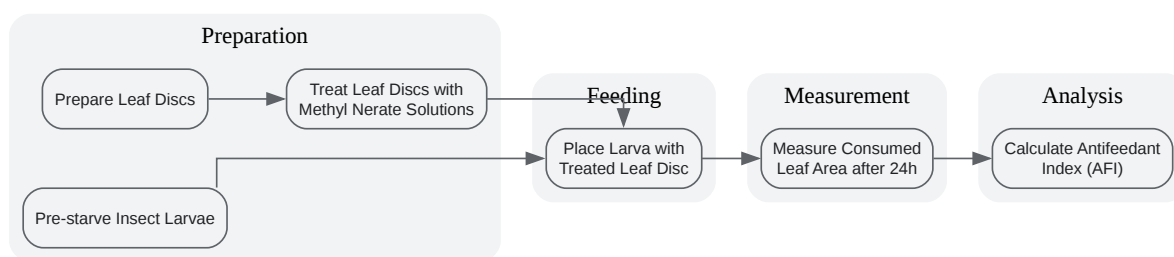 Preparation
Prepare Leaf Discs
Treat Leaf Discs with
Methyl Nerate Solutions
Pre-starve Insect Larvae
Feeding
Place Larva with
Treated Leaf Disc
Measurement
Measure Consumed
Leaf Area after 24h
Analysis
Calculate Antifeedant
Index (AFI)